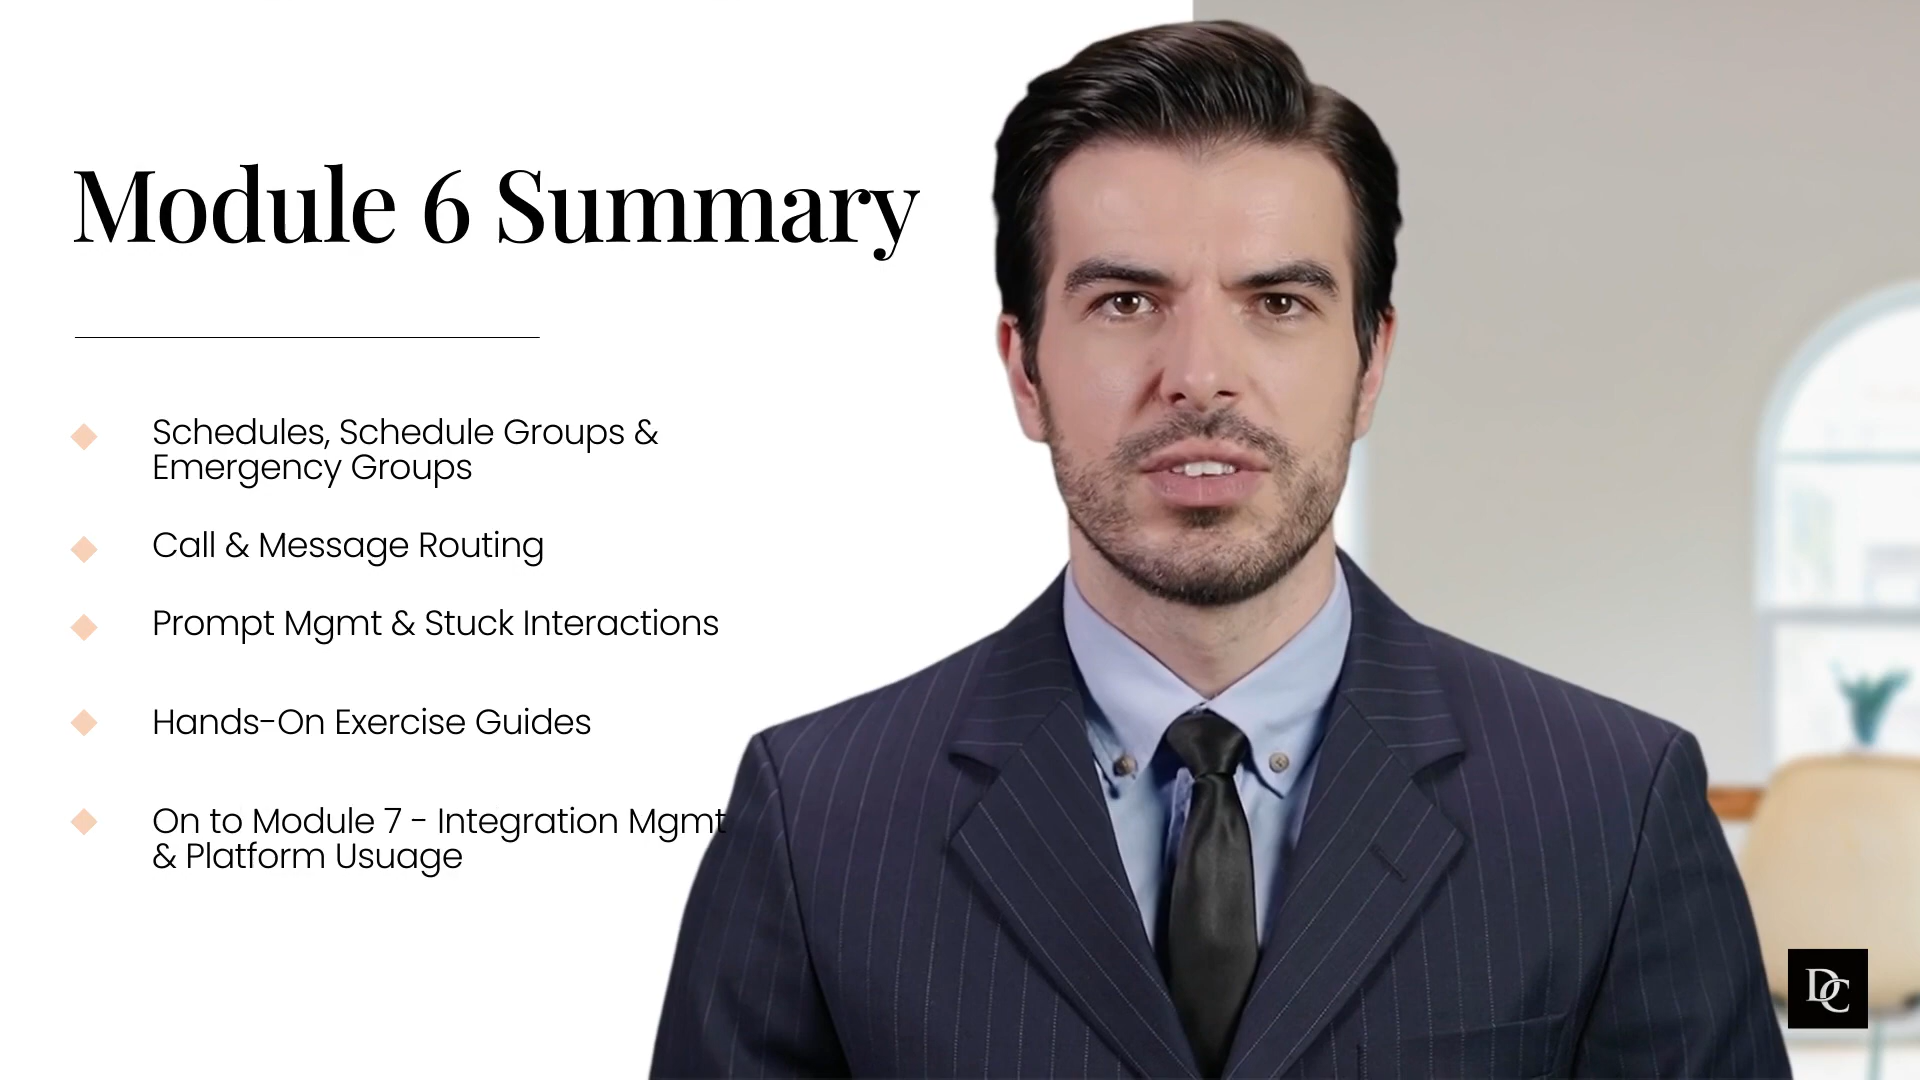 Module 6 Summary
Schedules, Schedule Groups &
Emergency Groups
Call & Message Routing
Prompt Mgmt & Stuck Interactions
Hands-On Exercise Guides
On to Module 7 - Integration Mgmt
& Platform Usuage
DC